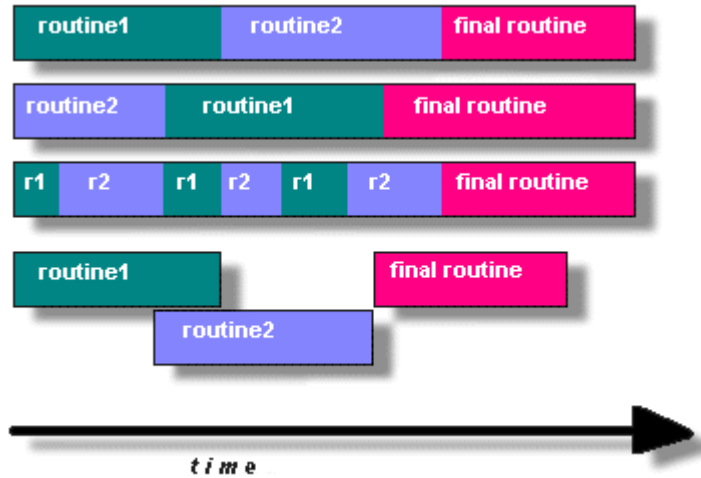 routine1 routine2 final routine
routine2 routine1 final routine
r1 r2 r1 r2 r1 r2 final routine
routine1 final routine
routine2
time